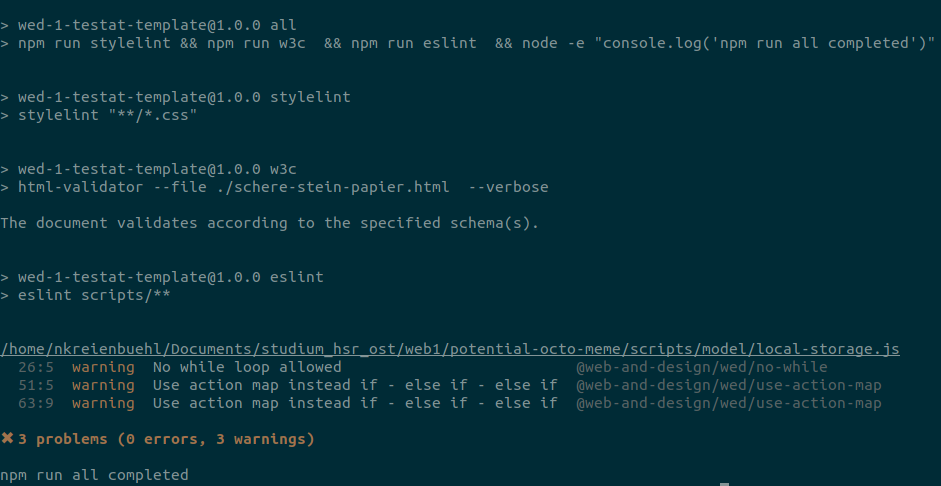 > wed-1-testat-template@1.0.0 all
> npm run stylelint && npm run w3c  && npm run eslint  && node -e "console.log('npm run all completed')"
> wed-1-testat-template@1.0.0 stylelint
> stylelint "**/*.css"
> wed-1-testat-template@1.0.0 w3c
> html-validator --file ./schere-stein-papier.html  --verbose
The document validates according to the specified schema(s).
> wed-1-testat-template@1.0.0 eslint
> eslint scripts/**
/home/nkreienbuehl/Documents/studium_hsr_ost/web1/potential-octo-meme/scripts/model/local-storage.js
26:5  warning  No while loop allowed  @web-and-design/wed/no-while
51:5  warning  Use action map instead if - else if - else if  @web-and-design/wed/use-action-map
63:9  warning  Use action map instead if - else if - else if  @web-and-design/wed/use-action-map
✖ 3 problems (0 errors, 3 warnings)
npm run all completed